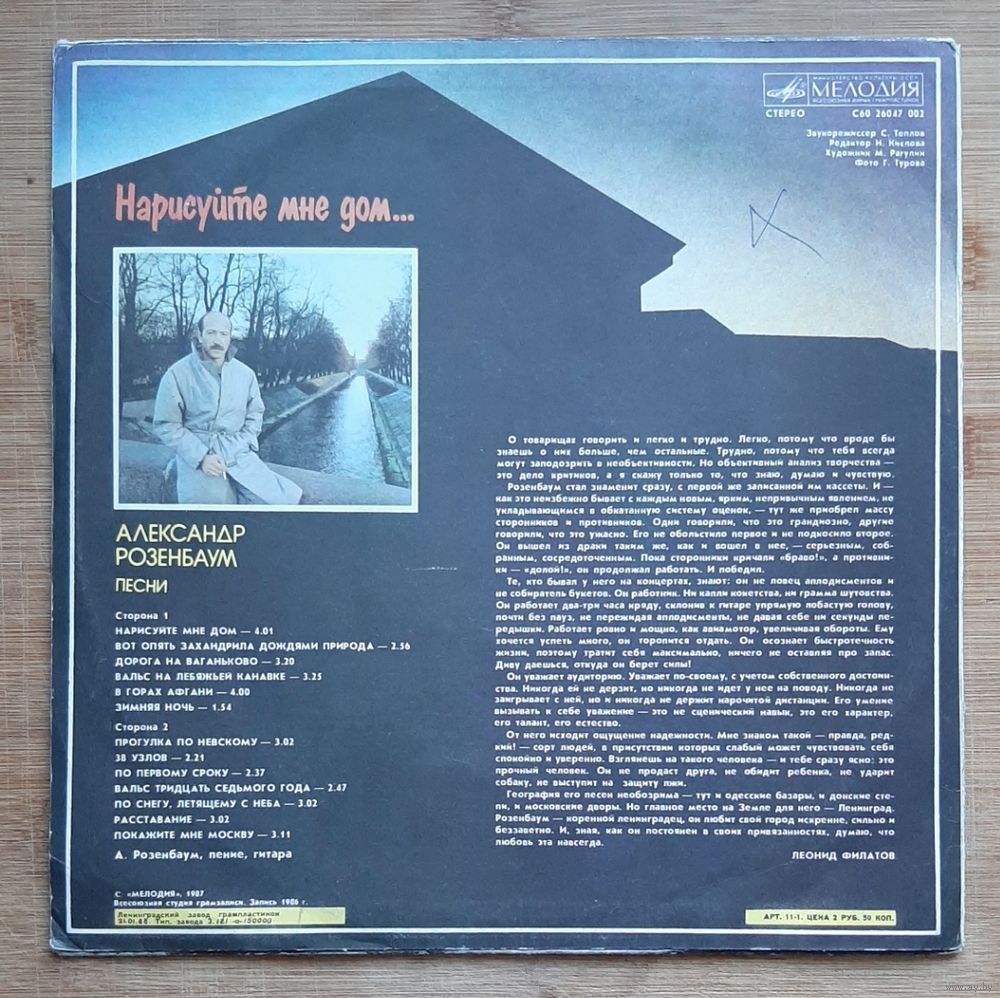 МИНИСТЕРСТВО КУЛЬТУРЫ СССР
МЕЛОДИЯ
ВСЕСОЮЗНАЯ ФИРМА ГРАМПЛАСТИНОК
СТЕРЕО С60 26047 002
Звукорежиссер С. Теплов
Редактор Н. Кислова
Художник М. Рагулин
Фото Г. Турова
Нарисуйте мне дом...
АЛЕКСАНДР
РОЗЕНБАУМ
ПЕСНИ
Сторона 1
НАРИСУЙТЕ МНЕ ДОМ — 4.01
ВОТ ОПЯТЬ ЗАХАНДРИЛА ДОЖДЯМИ ПРИРОДА — 2.56
ДОРОГА НА ВАГАНЬКОВО — 3.20
ВАЛЬС НА ЛЕБЯЖЬЕЙ КАНАВКЕ — 3.25
В ГОРАХ АФГАНИ — 4.00
ЗИМНЯЯ НОЧЬ — 1.54
Сторона 2
ПРОГУЛКА ПО НЕВСКОМУ — 3.02
38 УЗЛОВ — 2.21
ПО ПЕРВОМУ СРОКУ — 2.37
ВАЛЬС ТРИДЦАТЬ СЕДЬМОГО ГОДА — 2.47
ПО СНЕГУ, ЛЕТЯЩЕМУ С НЕБА — 3.02
РАССТАВАНИЕ — 3.02
ПОКАЖИТЕ МНЕ МОСКВУ — 3.11
А. Розенбаум, пение, гитара
С «МЕЛОДИЯ», 1987
Всесоюзная студия грамзаписи. Запись 1986 г.
Ленинградский завод грампластинок
Тип. завода
О товарищах говорить и легко и трудно. Легко, потому что вроде бы
знаешь о них больше, чем остальные. Трудно, потому что тебя всегда
могут заподозрить в необъективности. Но объективный анализ творчества —
это дело критиков, а я скажу только то, что знаю, думаю и чувствую.
Розенбаум стал знаменит сразу, с первой же записанной им кассеты. И —
как это неизбежно бывает с каждым новым, ярким, непривычным явлением, не
укладывающимся в обкатанную систему оценок, — тут же приобрел массу
сторонников и противников. Одни говорили, что это грандиозно, другие
говорили, что это ужасно. Его не обольстило первое и не подкосило второе.
Он вышел из драки таким же, как и вошел в нее, — серьезным, соб-
ранным, сосредоточенным. Пока сторонники кричали «браво!», а противни-
ки — «долой!», он продолжал работать. И победил.
Те, кто бывал у него на концертах, знают: он не ловец аплодисментов и
не собиратель букетов. Он работник. Ни капли кокетства, ни грамма шутовства.
Он работает два-три часа кряду, склонив к гитаре упрямую лобастую голову,
почти без пауз, не пережидая аплодисменты, не давая себе ни секунды пе-
редышки. Работает ровно и мощно, как авиамотор, увеличивая обороты. Ему
хочется успеть много, он торопится отдать. Он осознает быстротечность
жизни, поэтому тратит себя максимально, ничего не оставляя про запас.
Диву даешься, откуда он берет силы!
Он уважает аудиторию. Уважает по-своему, с учетом собственного достоин-
ства. Никогда ей не дерзит, но никогда не идет у нее на поводу. Никогда не
заигрывает с ней, но и никогда не держит нарочитой дистанции. Его умение
вызывать к себе уважение — это не сценический навык, это его характер,
его талант, его естество.
От него исходит ощущение надежности. Мне знаком такой — правда, ред-
кий! — сорт людей, в присутствии которых слабый может чувствовать себя
спокойно и уверенно. Взглянешь на такого человека — и тебе сразу ясно: это
прочный человек. Он не продаст друга, не обидит ребенка, не ударит
собаку, не выступит на защиту лжи.
География его песен необозрима — тут и одесские базары, и донские сте-
пи, и московские дворы. Но главное место на Земле для него — Ленинград.
Розенбаум — коренной ленинградец, он любит свой город искренне, сильно и
беззаветно. И, зная, как он постоянен в своих привязанностях, думаю, что
любовь эта навсегда.
ЛЕОНИД ФИЛАТОВ
АРТ. 11-1. ЦЕНА 2 РУБ. 50 КОП.